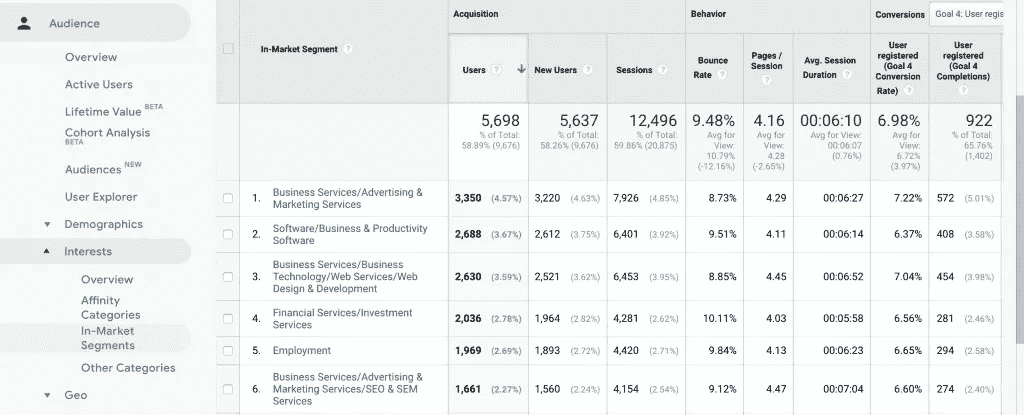 Audience
Overview
Active Users
Lifetime Value BETA
Cohort Analysis
BETA
Audiences NEW
User Explorer
Demographics
Interests
Overview
Affinity
Categories
In-Market
Segments
Other Categories
Geo
Acquisition Behavior Conversions Goal 4: User regis
In-Market Segment ?
Users ?
New Users ?
Sessions ?
Bounce
Rate ?
Pages /
Session
?
Avg. Session
Duration ?
User
registered
(Goal 4
Conversion
Rate) ?
User
registered
(Goal 4
Completions)
?
5,698
% of Total:
58.89% (9,676)
5,637
% of Total:
58.26% (9,676)
12,496
% of Total:
59.86% (20,875)
9.48%
Avg for
View:
10.79%
(-12.16%)
4.16
Avg for
View:
4.28
(-2.65%)
00:06:10
Avg for View:
00:06:07
(0.76%)
6.98%
Avg for
View:
6.72%
(3.97%)
922
% of Total:
65.76%
(1,402)
1. Business Services/Advertising &
Marketing Services
3,350 (4.57%) 3,220 (4.63%) 7,926 (4.85%) 8.73% 4.29 00:06:27 7.22% 572 (5.01%)
2. Software/Business & Productivity
Software
2,688 (3.67%) 2,612 (3.75%) 6,401 (3.92%) 9.51% 4.11 00:06:14 6.37% 408 (3.58%)
3. Business Services/Business
Technology/Web Services/Web
Design & Development
2,630 (3.59%) 2,521 (3.62%) 6,453 (3.95%) 8.85% 4.45 00:06:52 7.04% 454 (3.98%)
4. Financial Services/Investment
Services
2,036 (2.78%) 1,964 (2.82%) 4,281 (2.62%) 10.11% 4.03 00:05:58 6.56% 281 (2.46%)
5. Employment 1,969 (2.69%) 1,893 (2.72%) 4,420 (2.71%) 9.84% 4.13 00:06:23 6.65% 294 (2.58%)
6. Business Services/Advertising &
Marketing Services/SEO & SEM
Services
1,661 (2.27%) 1,560 (2.24%) 4,154 (2.54%) 9.12% 4.47 00:07:04 6.60% 274 (2.40%)